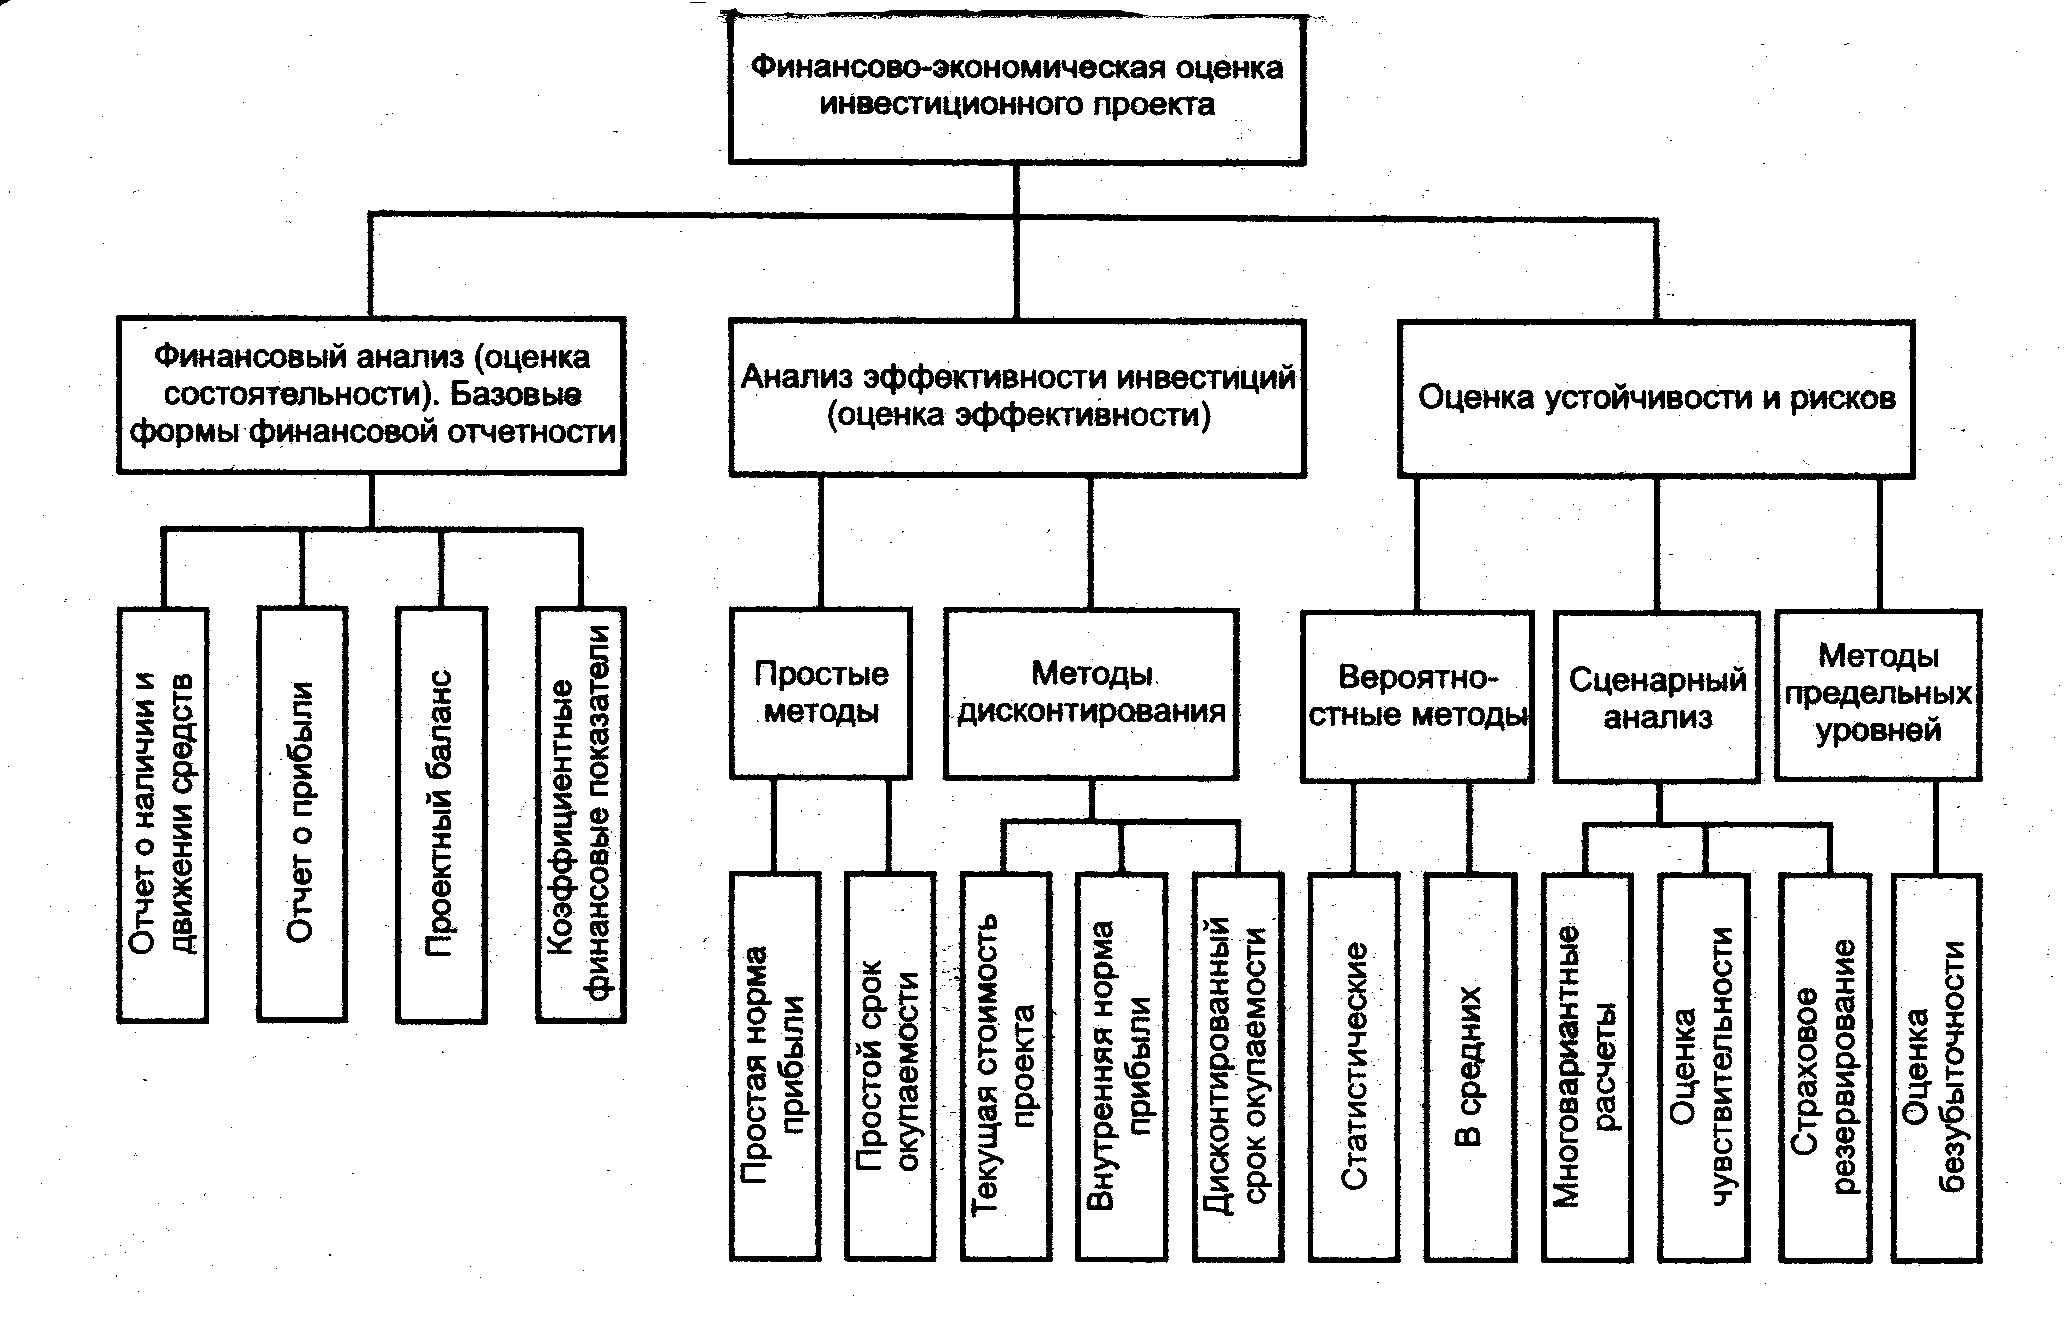 Финансово-экономическая оценка
инвестиционного проекта
Финансовый анализ (оценка
состоятельности). Базовые
формы финансовой отчетности
Анализ эффективности инвестиций
(оценка эффективности)
Оценка устойчивости и рисков
Отчет о наличии и
движении средств
Отчет о прибыли
Проектный баланс
Коэффициентные
финансовые показатели
Простые
методы
Методы
дисконтирования
Вероятно-
стные методы
Сценарный
анализ
Методы
предельных
уровней
Простая норма
прибыли
Простой срок
окупаемости
Текущая стоимость
проекта
Внутренняя норма
прибыли
Дисконтированный
срок окупаемости
Статистические
В средних
Многовариантные
расчеты
Оценка
чувствительности
Страховое
резервирование
Оценка
безубыточности